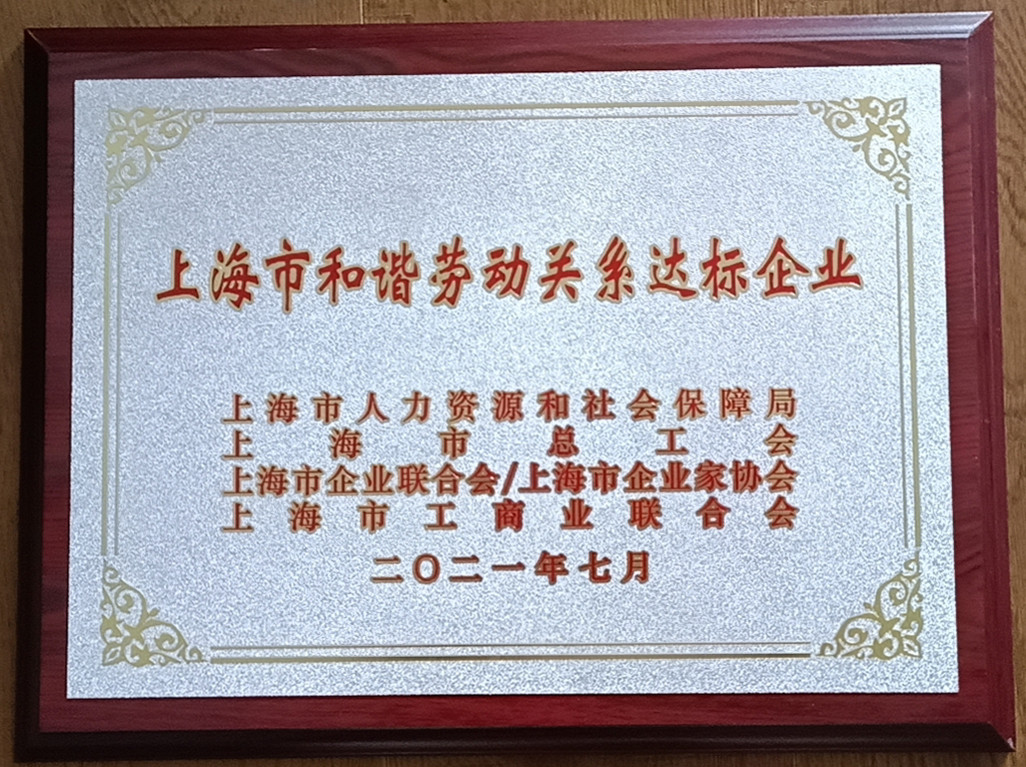 上海市和谐劳动关系达标企业
上海市人力资源和社会保障局
上海市总工会
上海市企业联合会/上海市企业家协会
上海市工商业联合会
二〇二一年七月